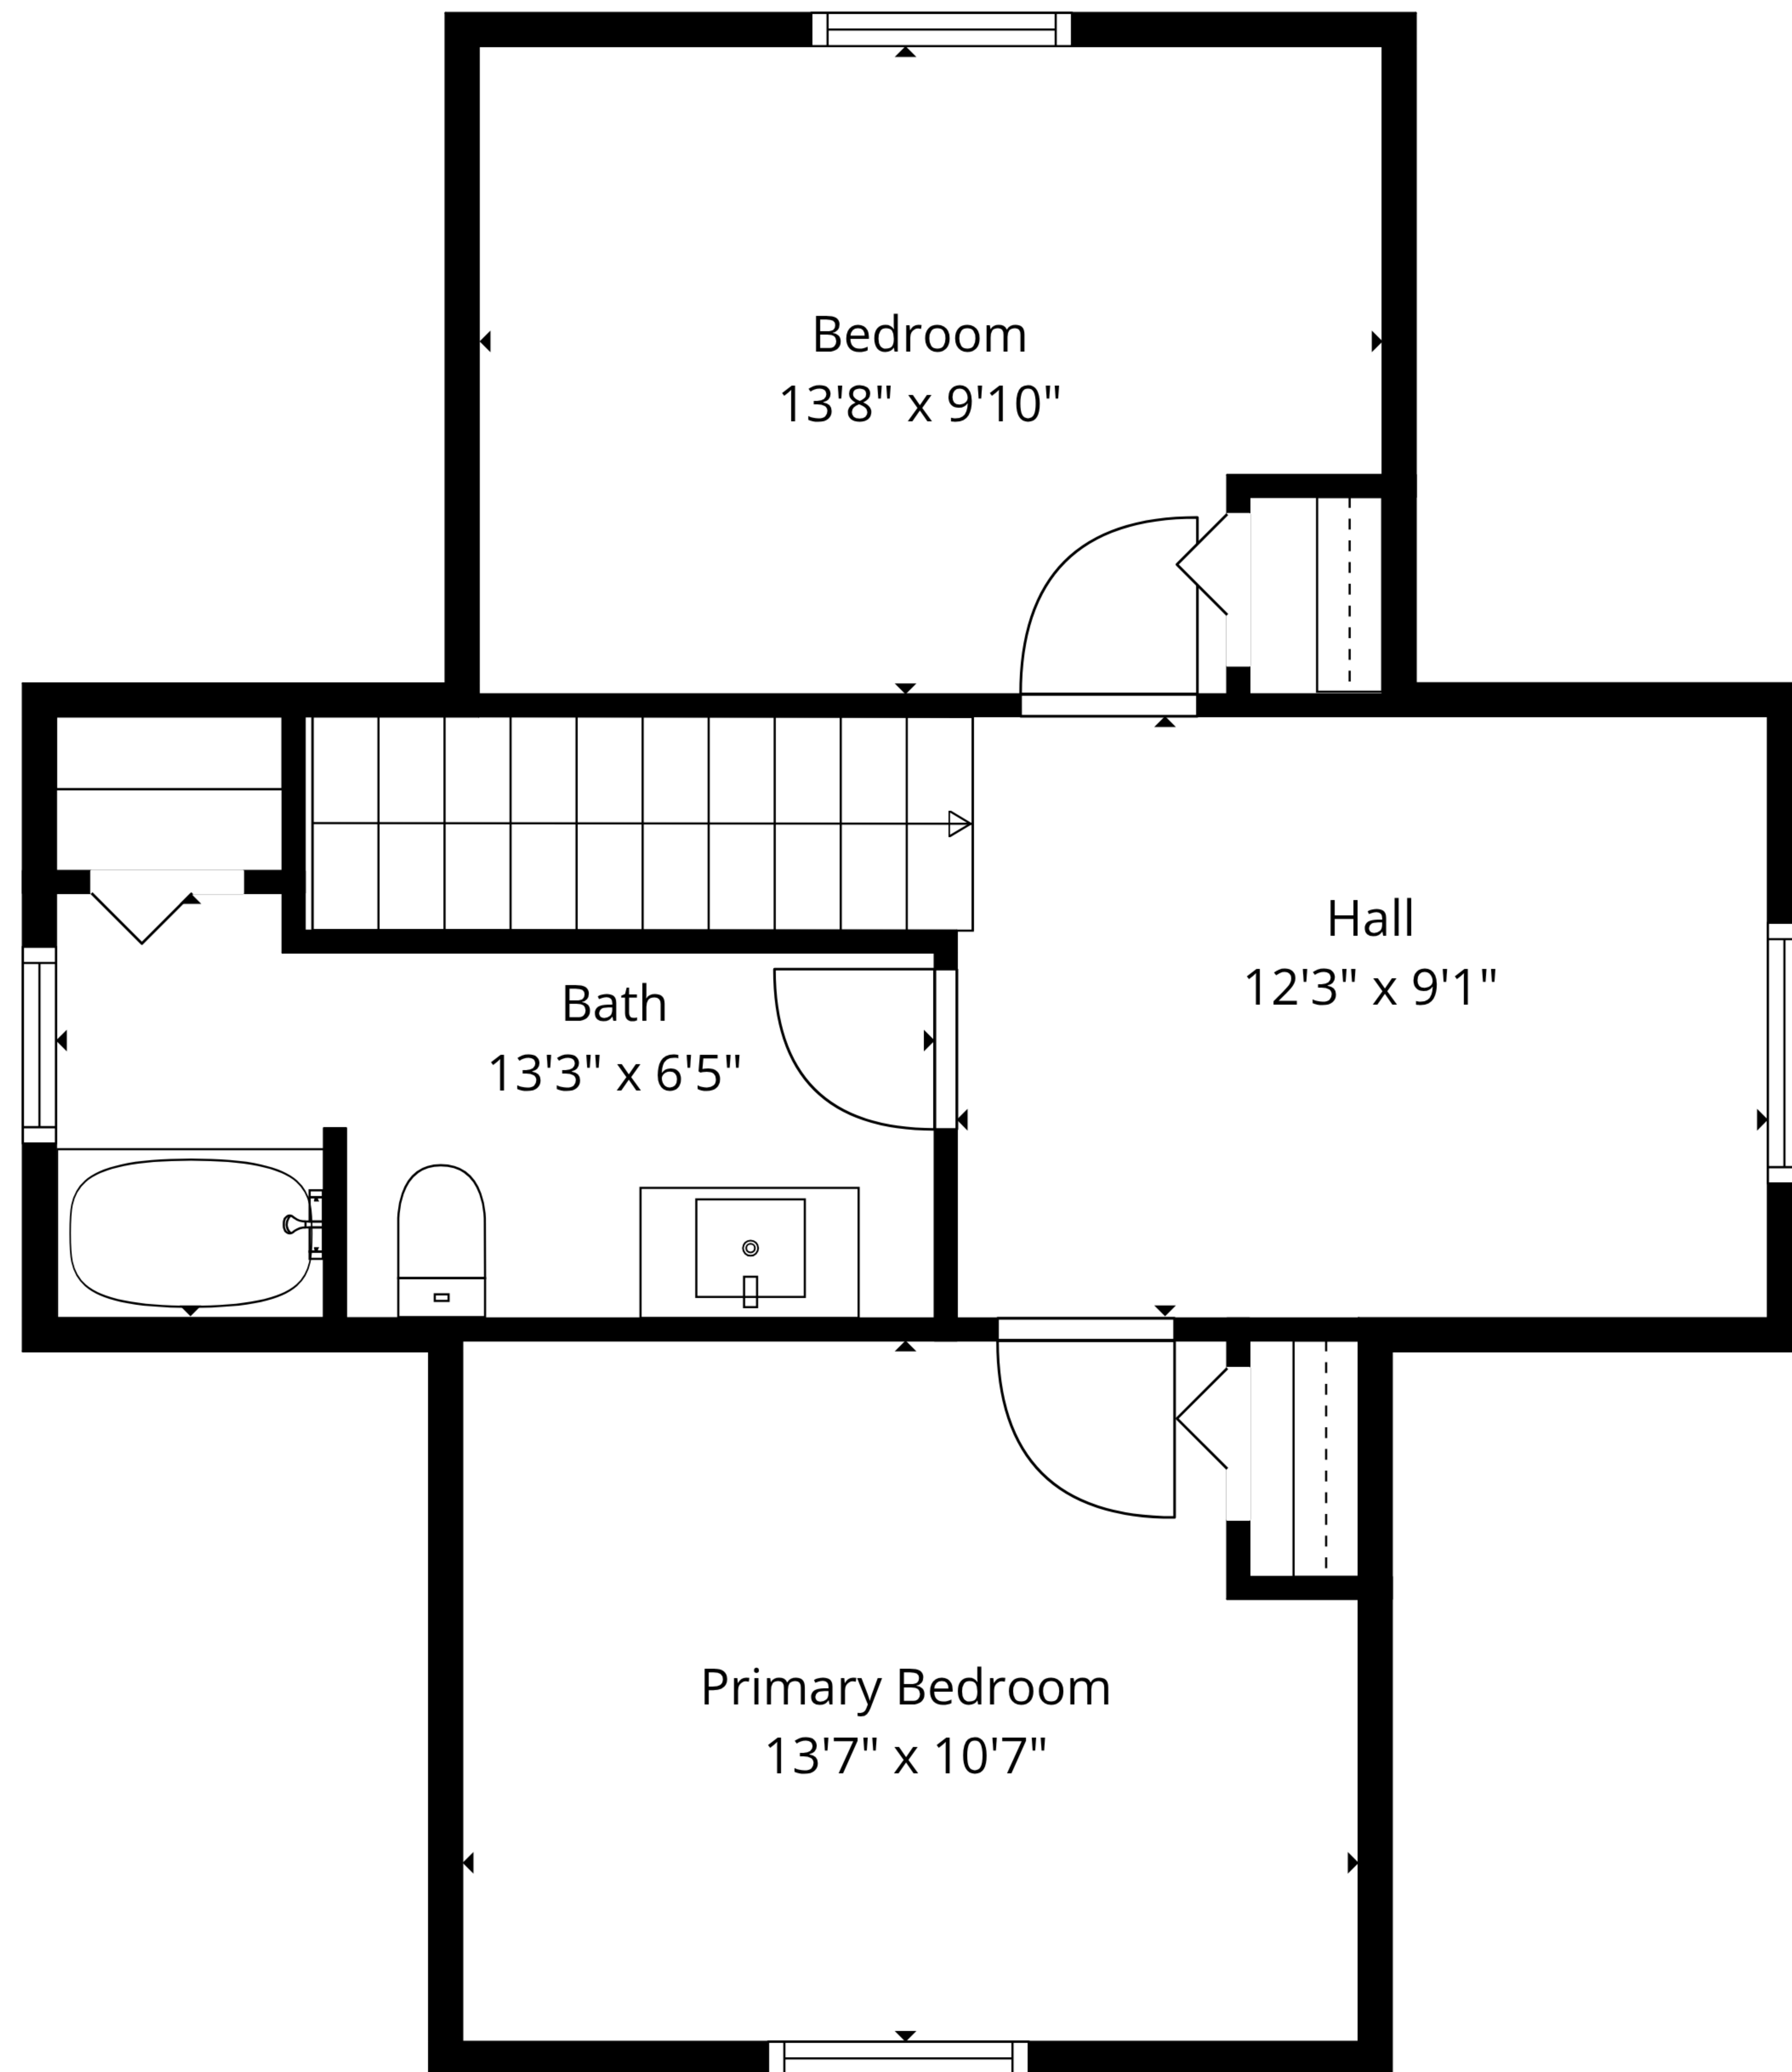 Bedroom
13'8" x 9'10"
Hall
12'3" x 9'1"
Bath
13'3" x 6'5"
Primary Bedroom
13'7" x 10'7"